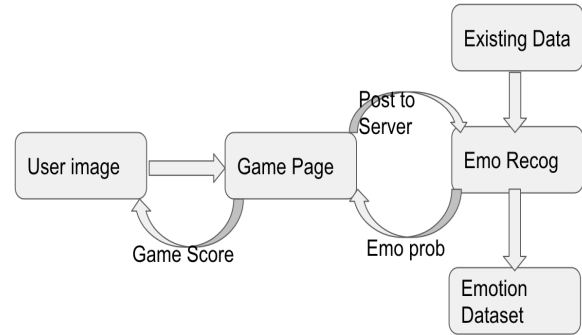 Existing Data
Post to
Server
User image
Game Page
Emo Recog
Game Score
Emo prob
Emotion
Dataset